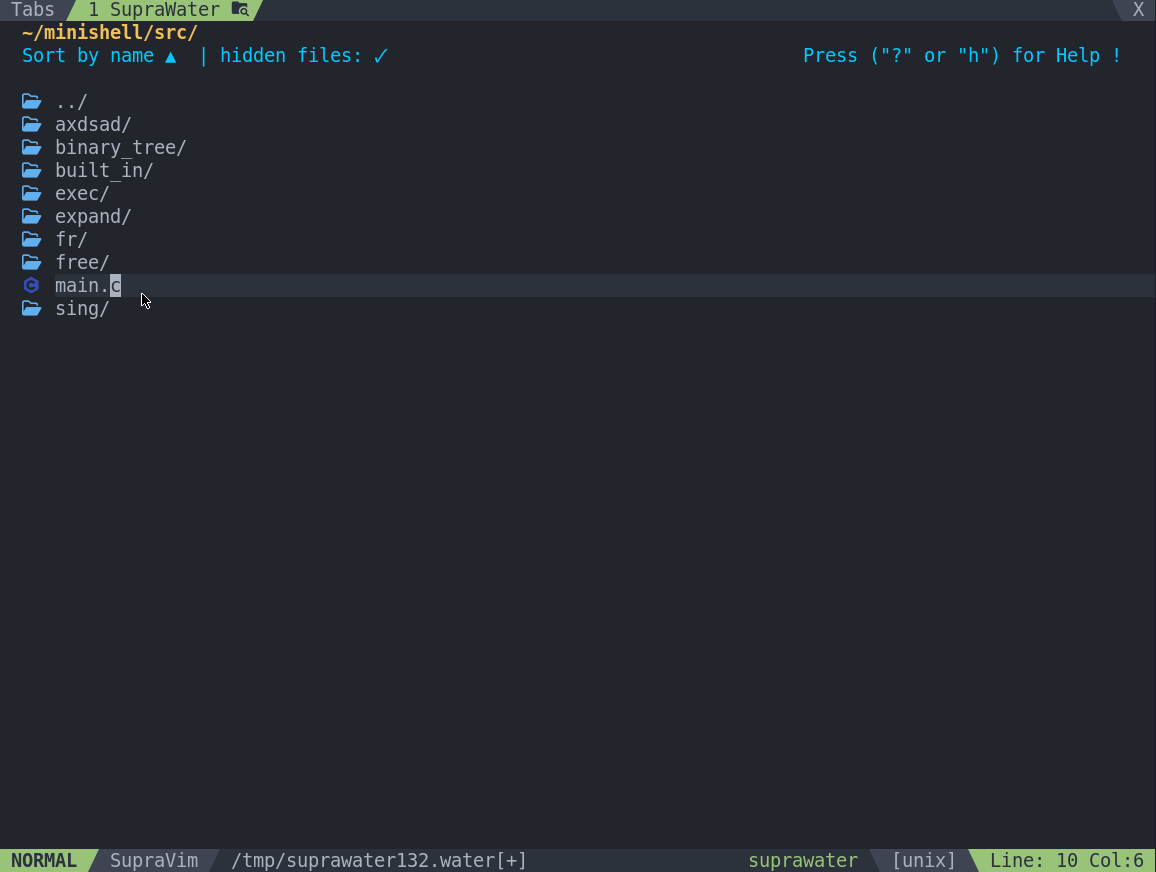 Tabs 1 SupraWater X
~/minishell/src/
Sort by name ▲ | hidden files: ✓ Press ("?" or "h") for Help !
../
axdsad/
binary_tree/
built_in/
exec/
expand/
fr/
free/
main.c
sing/
NORMAL SupraVim /tmp/suprawater132.water[+] suprawater [unix] Line: 10 Col:6